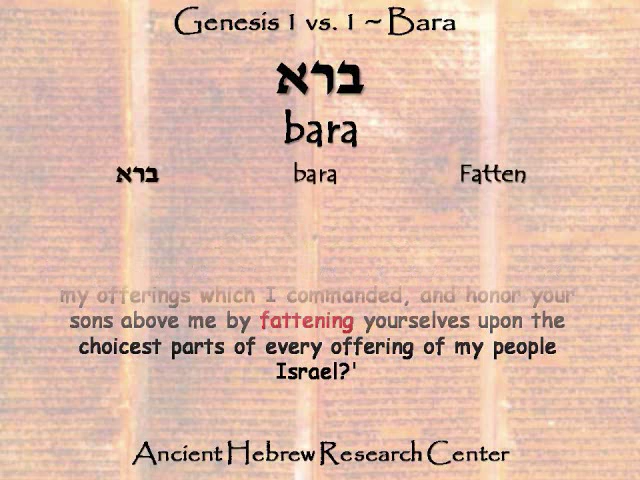 Genesis 1 vs. 1 ~ Bara
ברא
bara
ברא bara Fatten
my offerings which I commanded, and honor your
sons above me by fattening yourselves upon the
choicest parts of every offering of my people
Israel?'
Ancient Hebrew Research Center